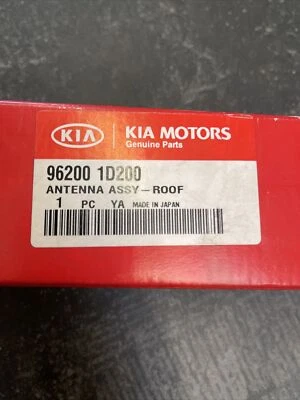 KIA KIA MOTORS
Genuine Parts
96200 1D200
ANTENNA ASSY-ROOF
1 PC YA MADE IN JAPAN